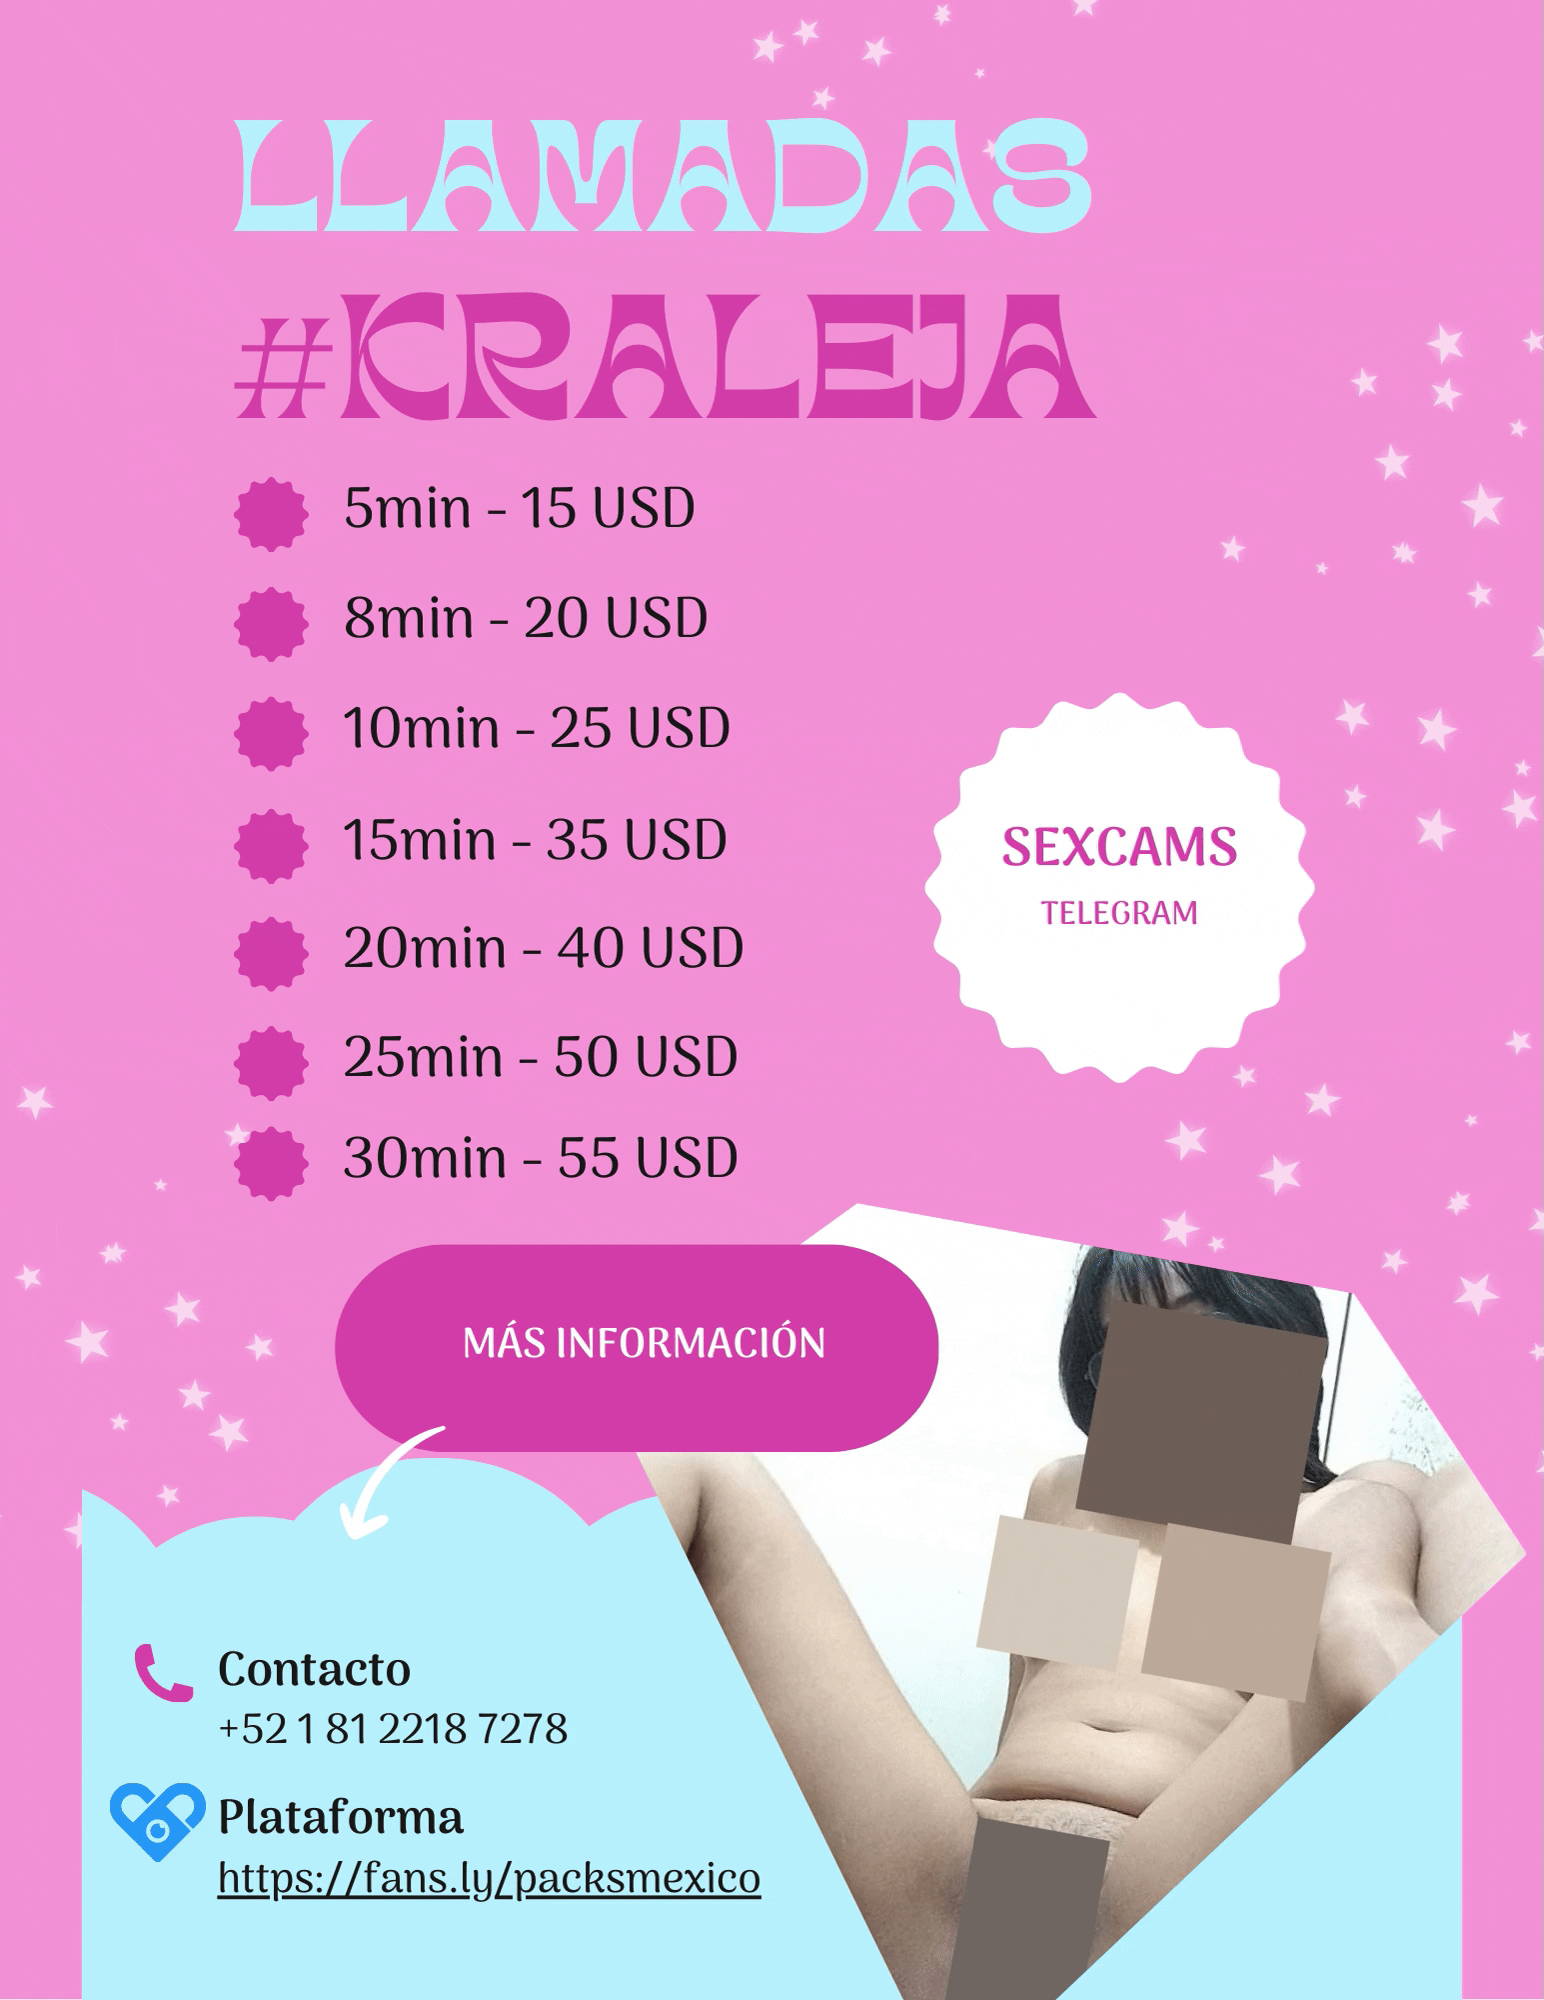 LLAMADAS
#KRALEJA
5min - 15 USD
8min - 20 USD
10min - 25 USD
15min - 35 USD
20min - 40 USD
25min - 50 USD
30min - 55 USD
SEXCAMS
TELEGRAM
MÁS INFORMACIÓN
Contacto
+52 1 81 2218 7278
Plataforma
https://fans.ly/packsmexico